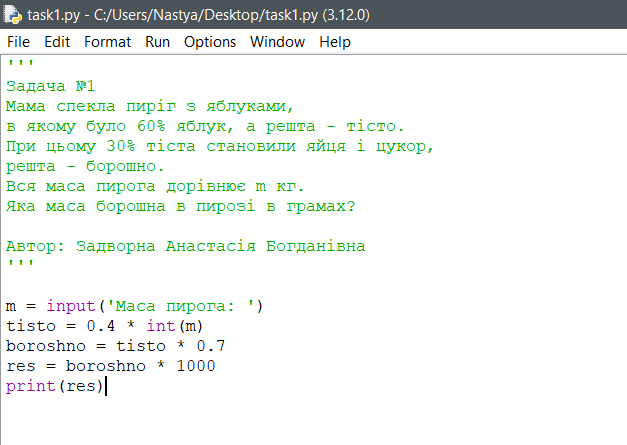 task1.py - C:/Users/Nastya/Desktop/task1.py (3.12.0)
File Edit Format Run Options Window Help
'''
Задача №1
Мама спекла пиріг з яблуками,
в якому було 60% яблук, а решта - тісто.
При цьому 30% тіста становили яйця і цукор,
решта - борошно.
Вся маса пирога дорівнює m кг.
Яка маса борошна в пирозі в грамах?

Автор: Задворна Анастасія Богданівна
'''

m = input('Маса пирога: ')
tisto = 0.4 * int(m)
boroshno = tisto * 0.7
res = boroshno * 1000
print(res)